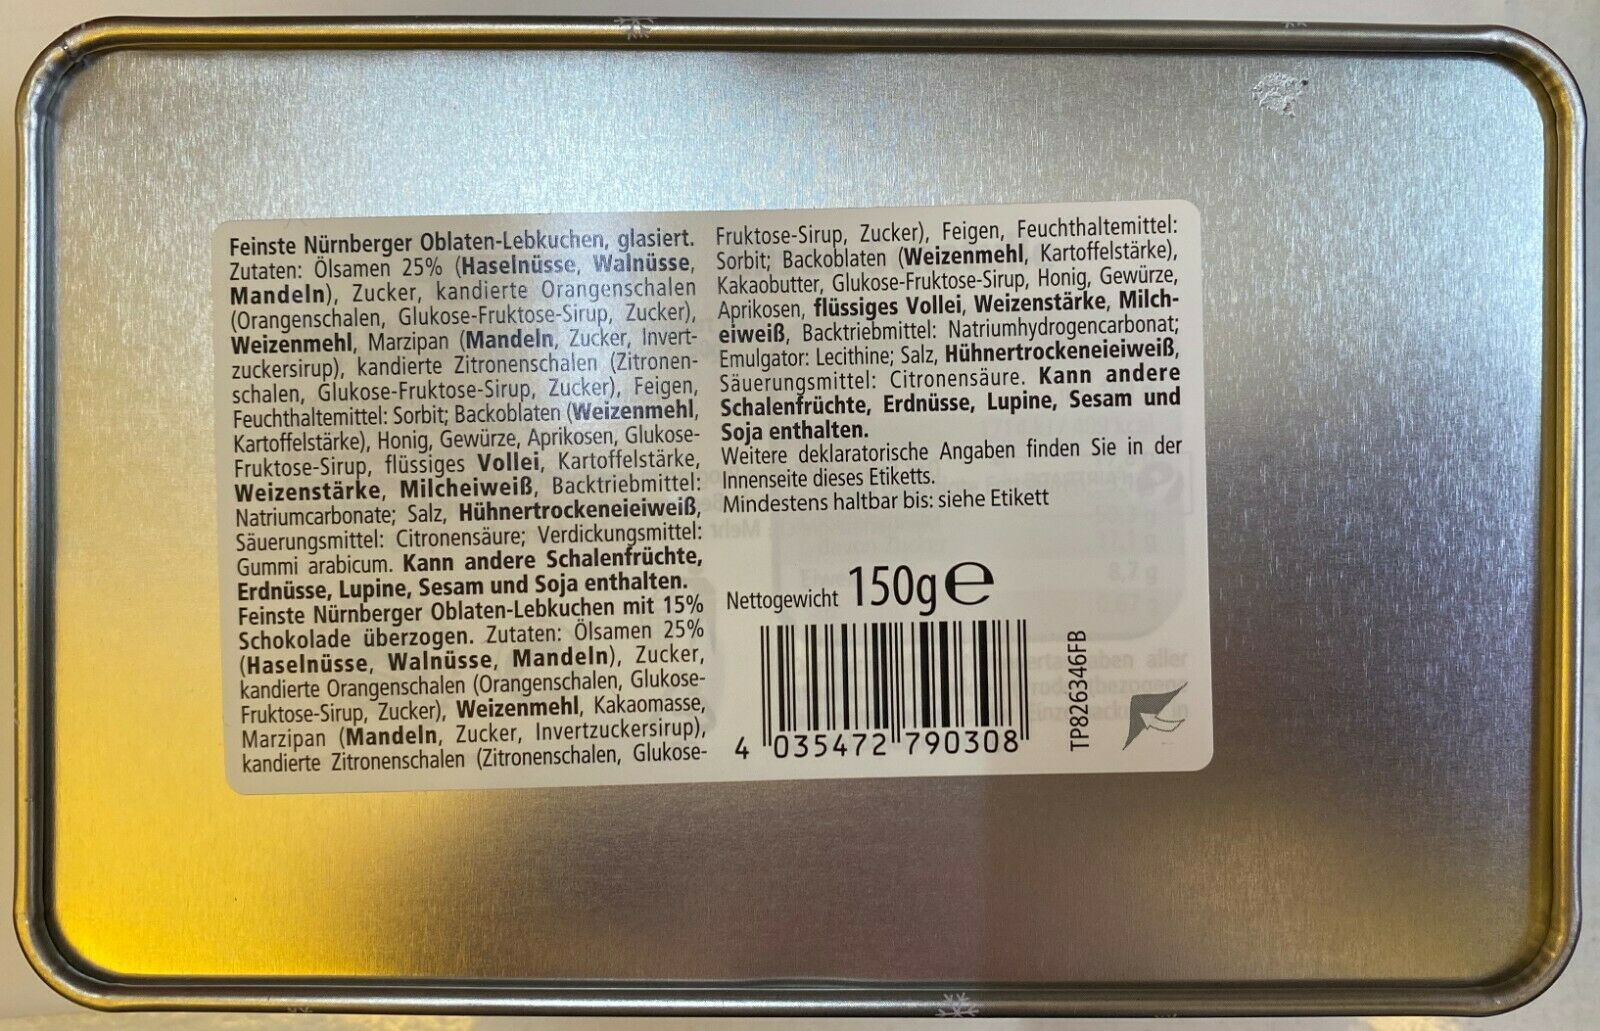 Feinste Nürnberger Oblaten-Lebkuchen, glasiert.
Zutaten: Ölsamen 25% (Haselnüsse, Walnüsse,
Mandeln), Zucker, kandierte Orangenschalen
(Orangenschalen, Glukose-Fruktose-Sirup, Zucker),
Weizenmehl, Marzipan (Mandeln, Zucker, Invert-
zuckersirup), kandierte Zitronenschalen (Zitronen-
schalen, Glukose-Fruktose-Sirup, Zucker), Feigen,
Feuchthaltemittel: Sorbit; Backoblaten (Weizenmehl,
Kartoffelstärke), Honig, Gewürze, Aprikosen, Glukose-
Fruktose-Sirup, flüssiges Vollei, Kartoffelstärke,
Weizenstärke, Milcheiweiß, Backtriebmittel:
Natriumcarbonate; Salz, Hühnertrockeneieiweiß,
Säuerungsmittel: Citronensäure; Verdickungsmittel:
Gummi arabicum. Kann andere Schalenfrüchte,
Erdnüsse, Lupine, Sesam und Soja enthalten.
Feinste Nürnberger Oblaten-Lebkuchen mit 15%
Schokolade überzogen. Zutaten: Ölsamen 25%
(Haselnüsse, Walnüsse, Mandeln), Zucker,
kandierte Orangenschalen (Orangenschalen, Glukose-
Fruktose-Sirup, Zucker), Weizenmehl, Kakaomasse,
Marzipan (Mandeln, Zucker, Invertzuckersirup),
kandierte Zitronenschalen (Zitronenschalen, Glukose-
Fruktose-Sirup, Zucker), Feigen, Feuchthaltemittel:
Sorbit; Backoblaten (Weizenmehl, Kartoffelstärke),
Kakaobutter, Glukose-Fruktose-Sirup, Honig, Gewürze,
Aprikosen, flüssiges Vollei, Weizenstärke, Milch-
eiweiß, Backtriebmittel: Natriumhydrogencarbonat;
Emulgator: Lecithine; Salz, Hühnertrockeneieiweiß,
Säuerungsmittel: Citronensäure. Kann andere
Schalenfrüchte, Erdnüsse, Lupine, Sesam und
Soja enthalten.
Weitere deklaratorische Angaben finden Sie in der
Innenseite dieses Etiketts.
Mindestens haltbar bis: siehe Etikett
Nettogewicht 150g e
4 035472 790308
TP826346FB